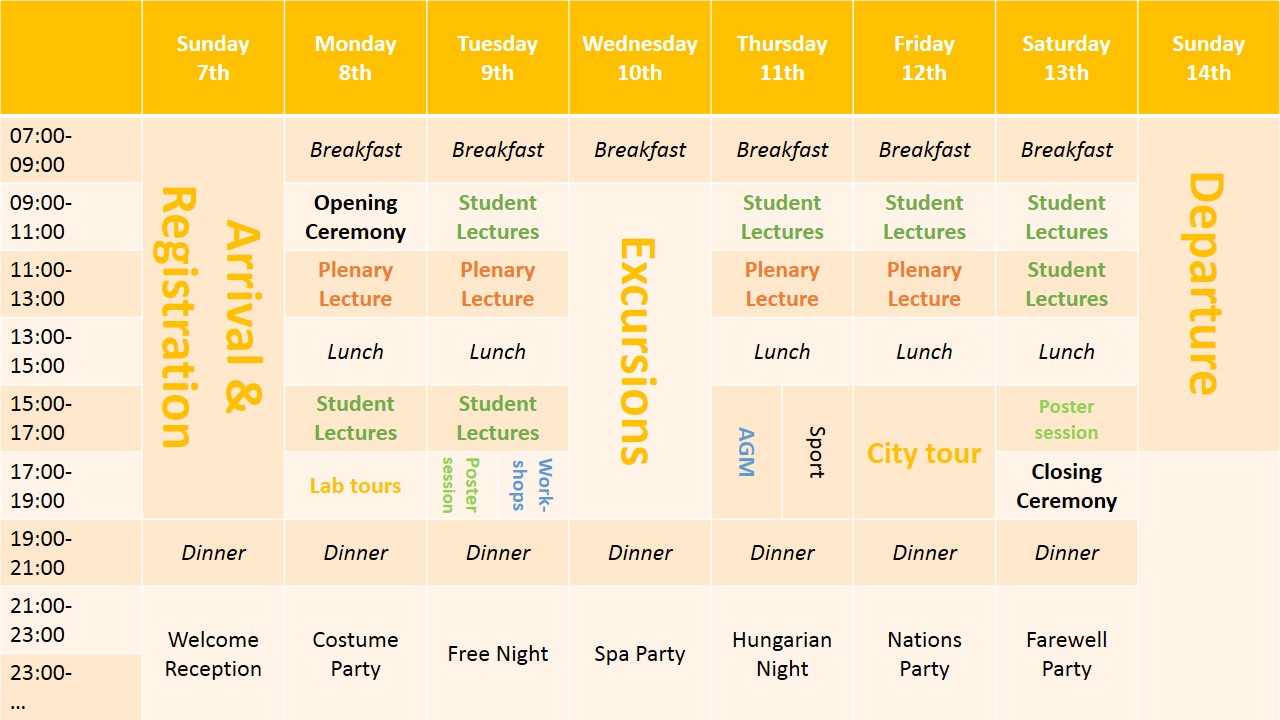 Sunday
7th
Monday
8th
Tuesday
9th
Wednesday
10th
Thursday
11th
Friday
12th
Saturday
13th
Sunday
14th
07:00-
09:00
Arrival &
Registration
Breakfast
Breakfast
Breakfast
Breakfast
Breakfast
Breakfast
Departure
09:00-
11:00
Opening
Ceremony
Student
Lectures
Excursions
Student
Lectures
Student
Lectures
Student
Lectures
11:00-
13:00
Plenary
Lecture
Plenary
Lecture
Plenary
Lecture
Plenary
Lecture
Student
Lectures
13:00-
15:00
Lunch
Lunch
Lunch
Lunch
Lunch
15:00-
17:00
Student
Lectures
Student
Lectures
AGM
Sport
City tour
Poster
session
17:00-
19:00
Lab tours
Poster
session
Work-
shops
Closing
Ceremony
19:00-
21:00
Dinner
Dinner
Dinner
Dinner
Dinner
Dinner
Dinner
21:00-
23:00
Welcome
Reception
Costume
Party
Free Night
Spa Party
Hungarian
Night
Nations
Party
Farewell
Party
23:00-
...